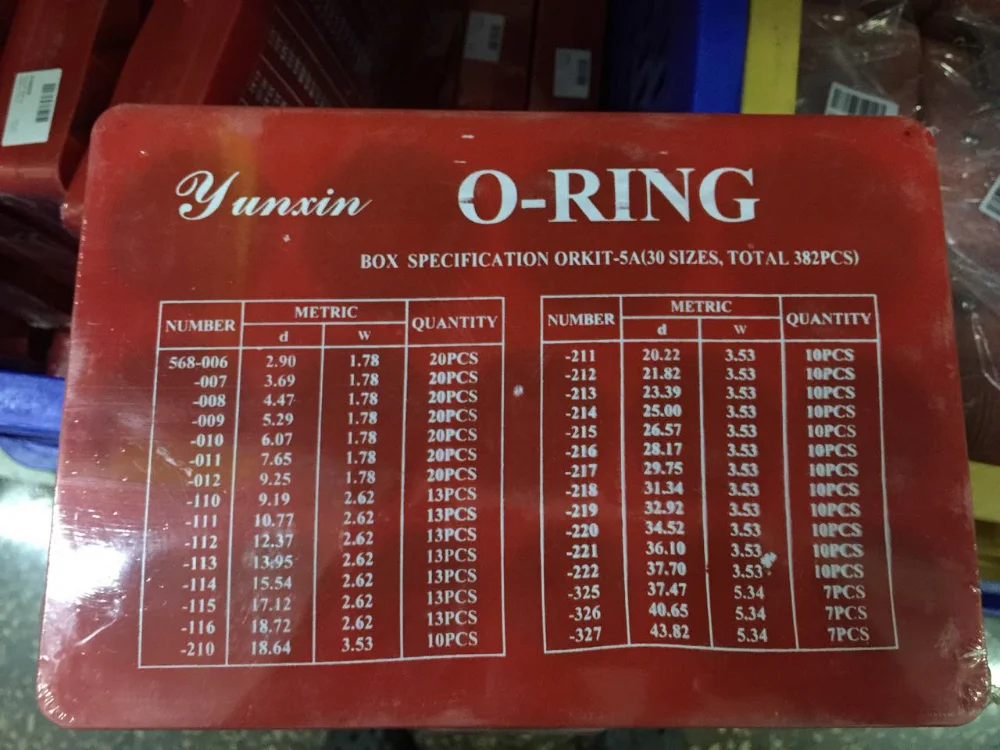 Yunxin O-RING
BOX SPECIFICATION ORKIT-5A(30 SIZES, TOTAL 382PCS)
NUMBER METRIC QUANTITY
d w
568-006 2.90 1.78 20PCS
-007 3.69 1.78 20PCS
-008 4.47 1.78 20PCS
-009 5.29 1.78 20PCS
-010 6.07 1.78 20PCS
-011 7.65 1.78 20PCS
-012 9.25 1.78 20PCS
-110 9.19 2.62 13PCS
-111 10.77 2.62 13PCS
-112 12.37 2.62 13PCS
-113 13.95 2.62 13PCS
-114 15.54 2.62 13PCS
-115 17.12 2.62 13PCS
-116 18.72 2.62 13PCS
-210 18.64 3.53 10PCS
NUMBER METRIC QUANTITY
d w
-211 20.22 3.53 10PCS
-212 21.82 3.53 10PCS
-213 23.39 3.53 10PCS
-214 25.00 3.53 10PCS
-215 26.57 3.53 10PCS
-216 28.17 3.53 10PCS
-217 29.75 3.53 10PCS
-218 31.34 3.53 10PCS
-219 32.92 3.53 10PCS
-220 34.52 3.53 10PCS
-221 36.10 3.53 10PCS
-222 37.70 3.53 10PCS
-325 37.47 5.34 7PCS
-326 40.65 5.34 7PCS
-327 43.82 5.34 7PCS